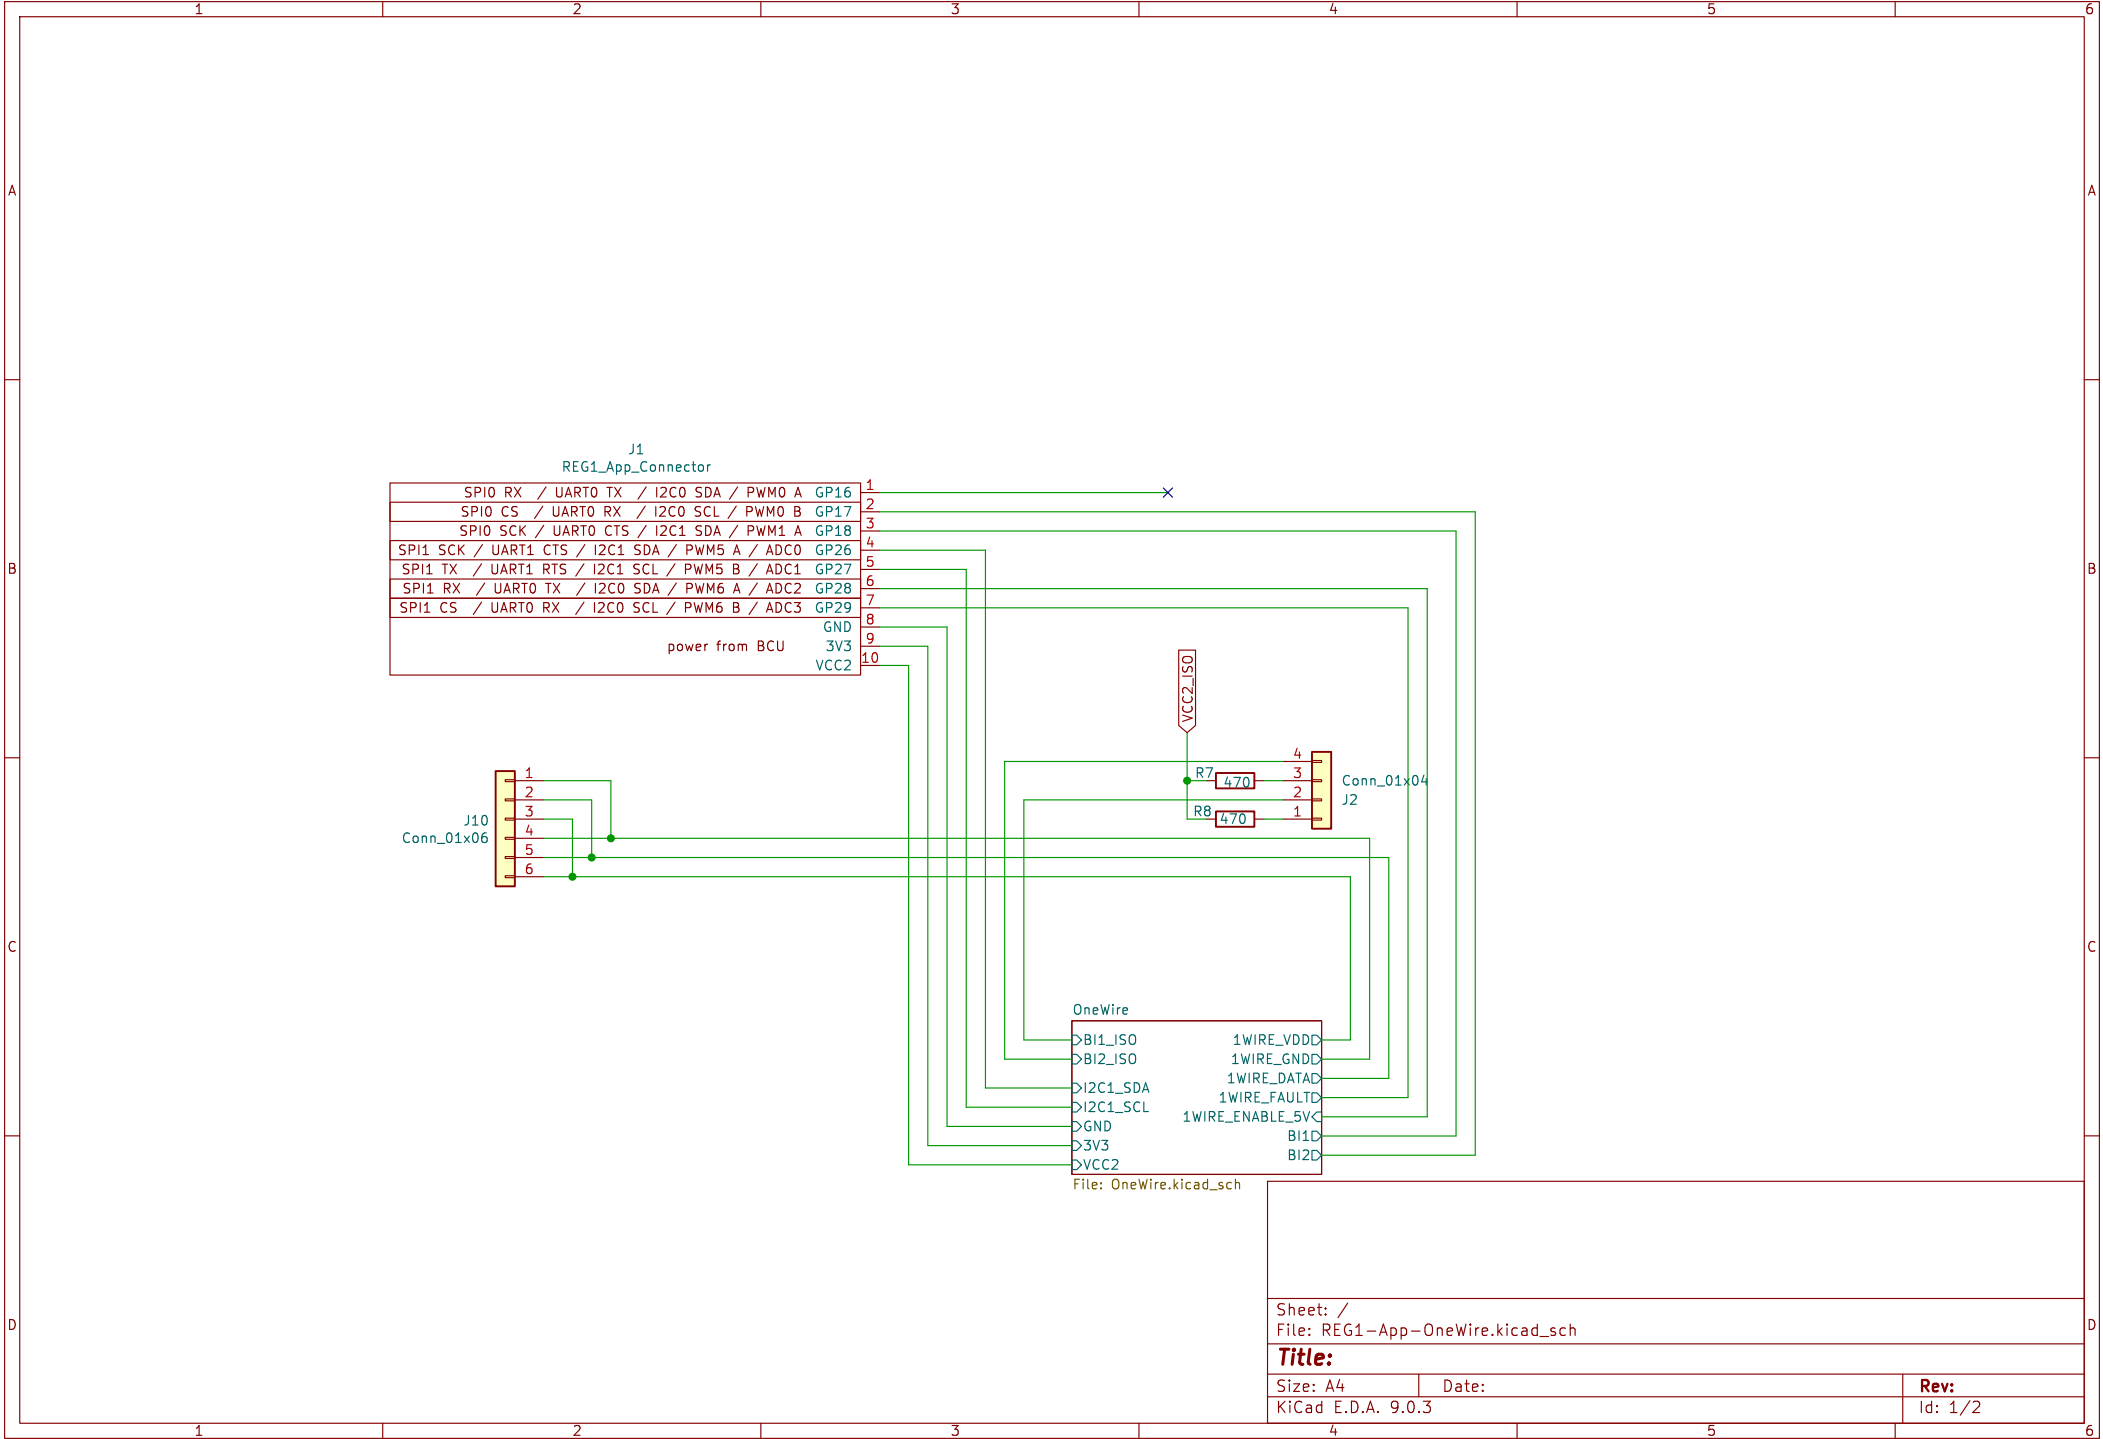 1 2 3 4 5 6
A A
J1
REG1_App_Connector
SPI0 RX / UART0 TX / I2C0 SDA / PWM0 A GP16 1
SPI0 CS / UART0 RX / I2C0 SCL / PWM0 B GP17 2
SPI0 SCK / UART0 CTS / I2C1 SDA / PWM1 A GP18 3
SPI1 SCK / UART1 CTS / I2C1 SDA / PWM5 A / ADC0 GP26 4
B SPI1 TX / UART1 RTS / I2C1 SCL / PWM5 B / ADC1 GP27 5 B
SPI1 RX / UART0 TX / I2C0 SDA / PWM6 A / ADC2 GP28 6
SPI1 CS / UART0 RX / I2C0 SCL / PWM6 B / ADC3 GP29 7
GND 8
power from BCU 3V3 9
VCC2 10
VCC2_ISO
4
R7 470 3 Conn_01x04
2 J2
R8 470 1
1
2
3
J10
4
Conn_01x06
5
6
C C
OneWire
BI1_ISO 1WIRE_VDD
BI2_ISO 1WIRE_GND
1WIRE_DATA
I2C1_SDA
1WIRE_FAULT
I2C1_SCL
1WIRE_ENABLE_5V
GND
BI1
3V3
BI2
VCC2
File: OneWire.kicad_sch
Sheet: /
D D
File: REG1-App-OneWire.kicad_sch
Title:
Size: A4 Date: Rev:
KiCad E.D.A. 9.0.3 Id: 1/2
1 2 3 4 5 6